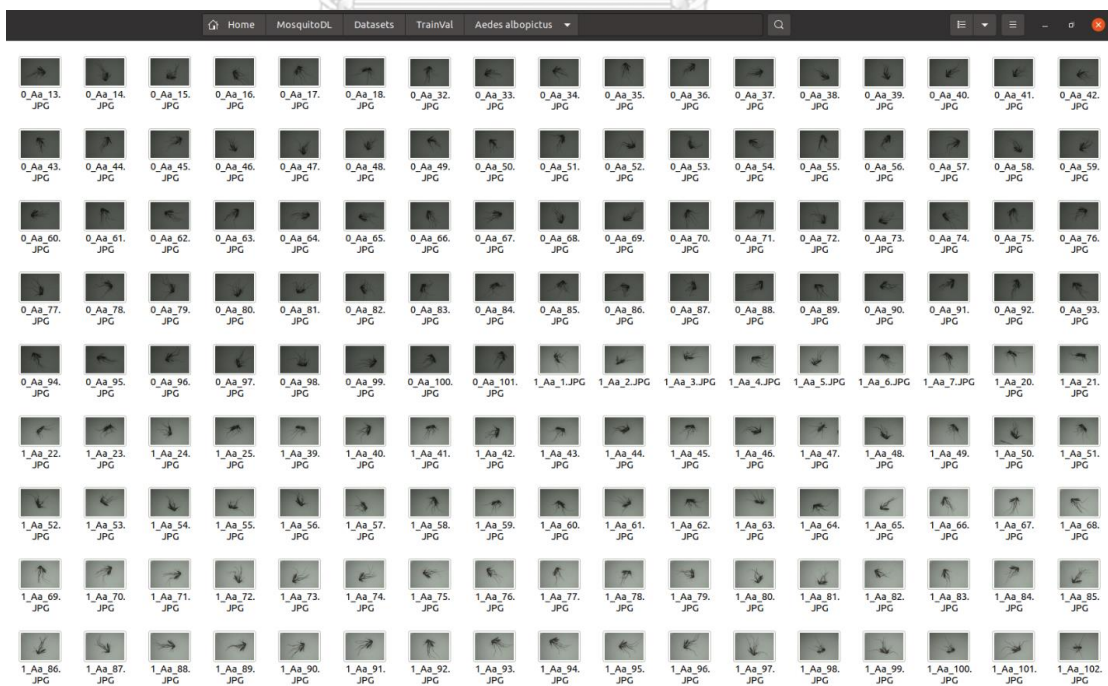 Home MosquitoDL Datasets TrainVal Aedes albopictus
0_Aa_13. 0_Aa_14. 0_Aa_15. 0_Aa_16. 0_Aa_17. 0_Aa_18. 0_Aa_32. 0_Aa_33. 0_Aa_34. 0_Aa_35. 0_Aa_36. 0_Aa_37. 0_Aa_38. 0_Aa_39. 0_Aa_40. 0_Aa_41. 0_Aa_42.
JPG JPG JPG JPG JPG JPG JPG JPG JPG JPG JPG JPG JPG JPG JPG JPG JPG
0_Aa_43. 0_Aa_44. 0_Aa_45. 0_Aa_46. 0_Aa_47. 0_Aa_48. 0_Aa_49. 0_Aa_50. 0_Aa_51. 0_Aa_52. 0_Aa_53. 0_Aa_54. 0_Aa_55. 0_Aa_56. 0_Aa_57. 0_Aa_58. 0_Aa_59.
JPG JPG JPG JPG JPG JPG JPG JPG JPG JPG JPG JPG JPG JPG JPG JPG JPG
0_Aa_60. 0_Aa_61. 0_Aa_62. 0_Aa_63. 0_Aa_64. 0_Aa_65. 0_Aa_66. 0_Aa_67. 0_Aa_68. 0_Aa_69. 0_Aa_70. 0_Aa_71. 0_Aa_72. 0_Aa_73. 0_Aa_74. 0_Aa_75. 0_Aa_76.
JPG JPG JPG JPG JPG JPG JPG JPG JPG JPG JPG JPG JPG JPG JPG JPG JPG
0_Aa_77. 0_Aa_78. 0_Aa_79. 0_Aa_80. 0_Aa_81. 0_Aa_82. 0_Aa_83. 0_Aa_84. 0_Aa_85. 0_Aa_86. 0_Aa_87. 0_Aa_88. 0_Aa_89. 0_Aa_90. 0_Aa_91. 0_Aa_92. 0_Aa_93.
JPG JPG JPG JPG JPG JPG JPG JPG JPG JPG JPG JPG JPG JPG JPG JPG JPG
0_Aa_94. 0_Aa_95. 0_Aa_96. 0_Aa_97. 0_Aa_98. 0_Aa_99. 0_Aa_100. 0_Aa_101. 1_Aa_1.JPG 1_Aa_2.JPG 1_Aa_3.JPG 1_Aa_4.JPG 1_Aa_5.JPG 1_Aa_6.JPG 1_Aa_7.JPG 1_Aa_20. 1_Aa_21.
JPG JPG JPG JPG JPG JPG JPG JPG JPG JPG
1_Aa_22. 1_Aa_23. 1_Aa_24. 1_Aa_25. 1_Aa_39. 1_Aa_40. 1_Aa_41. 1_Aa_42. 1_Aa_43. 1_Aa_44. 1_Aa_45. 1_Aa_46. 1_Aa_47. 1_Aa_48. 1_Aa_49. 1_Aa_50. 1_Aa_51.
JPG JPG JPG JPG JPG JPG JPG JPG JPG JPG JPG JPG JPG JPG JPG JPG JPG
1_Aa_52. 1_Aa_53. 1_Aa_54. 1_Aa_55. 1_Aa_56. 1_Aa_57. 1_Aa_58. 1_Aa_59. 1_Aa_60. 1_Aa_61. 1_Aa_62. 1_Aa_63. 1_Aa_64. 1_Aa_65. 1_Aa_66. 1_Aa_67. 1_Aa_68.
JPG JPG JPG JPG JPG JPG JPG JPG JPG JPG JPG JPG JPG JPG JPG JPG JPG
1_Aa_69. 1_Aa_70. 1_Aa_71. 1_Aa_72. 1_Aa_73. 1_Aa_74. 1_Aa_75. 1_Aa_76. 1_Aa_77. 1_Aa_78. 1_Aa_79. 1_Aa_80. 1_Aa_81. 1_Aa_82. 1_Aa_83. 1_Aa_84. 1_Aa_85.
JPG JPG JPG JPG JPG JPG JPG JPG JPG JPG JPG JPG JPG JPG JPG JPG JPG
1_Aa_86. 1_Aa_87. 1_Aa_88. 1_Aa_89. 1_Aa_90. 1_Aa_91. 1_Aa_92. 1_Aa_93. 1_Aa_94. 1_Aa_95. 1_Aa_96. 1_Aa_97. 1_Aa_98. 1_Aa_99. 1_Aa_100. 1_Aa_101. 1_Aa_102.
JPG JPG JPG JPG JPG JPG JPG JPG JPG JPG JPG JPG JPG JPG JPG JPG JPG